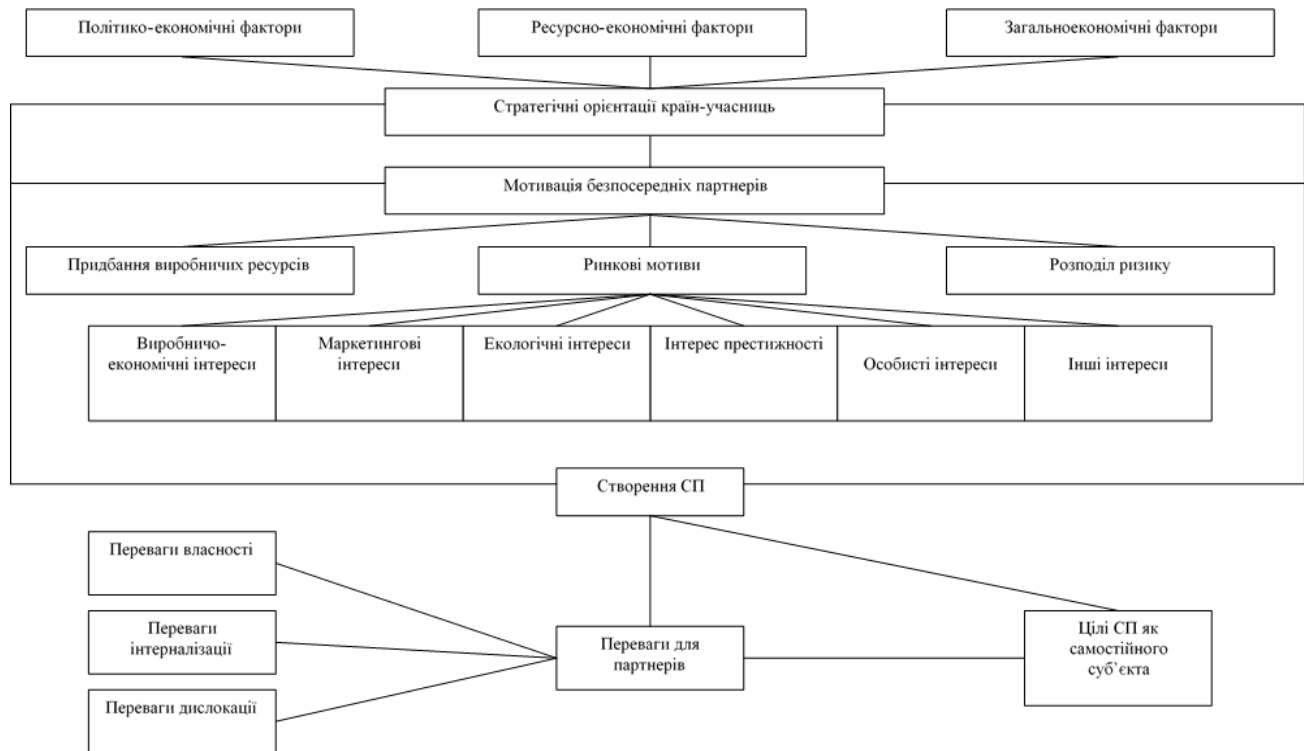 Політико-економічні фактори
Ресурсно-економічні фактори
Загальноекономічні фактори
Стратегічні орієнтації країн-учасниць
Мотивація безпосередніх партнерів
Придбання виробничих ресурсів
Ринкові мотиви
Розподіл ризику
Виробничо-
економічні інтереси
Маркетингові
інтереси
Екологічні інтереси
Інтерес престижності
Особисті інтереси
Інші інтереси
Створення СП
Переваги власності
Переваги
інтерналізації
Переваги дислокації
Переваги для
партнерів
Цілі СП як
самостійного
суб’єкта